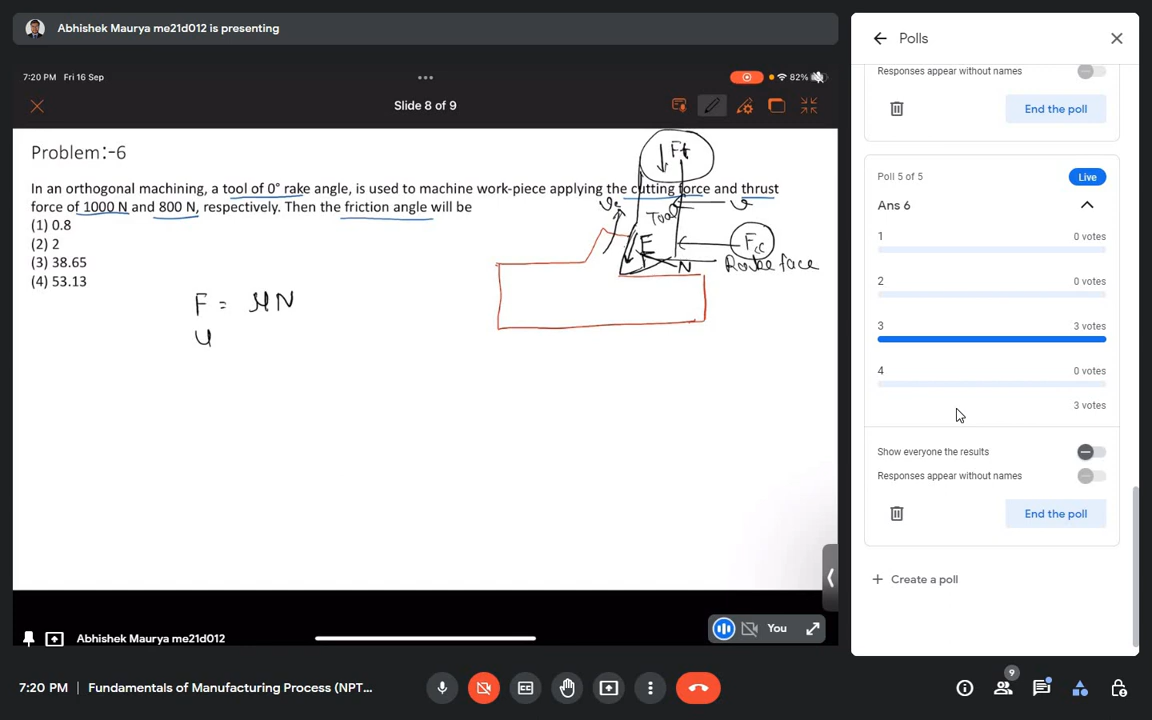 Abhishek Maurya me21d012 is presenting
7:20 PM Fri 16 Sep
82%
Slide 8 of 9
Problem:-6
In an orthogonal machining, a tool of 0° rake angle, is used to machine work-piece applying the cutting force and thrust
force of 1000 N and 800 N, respectively. Then the friction angle will be
(1) 0.8
(2) 2
(3) 38.65
(4) 53.13
Ft
Tool
F
N
Rake face
F = μN
μ
Abhishek Maurya me21d012
You
Polls
Responses appear without names
End the poll
Poll 5 of 5
Live
Ans 6
1
0 votes
2
0 votes
3
3 votes
4
0 votes
3 votes
Show everyone the results
Responses appear without names
End the poll
+ Create a poll
7:20 PM | Fundamentals of Manufacturing Process (NPT...
9